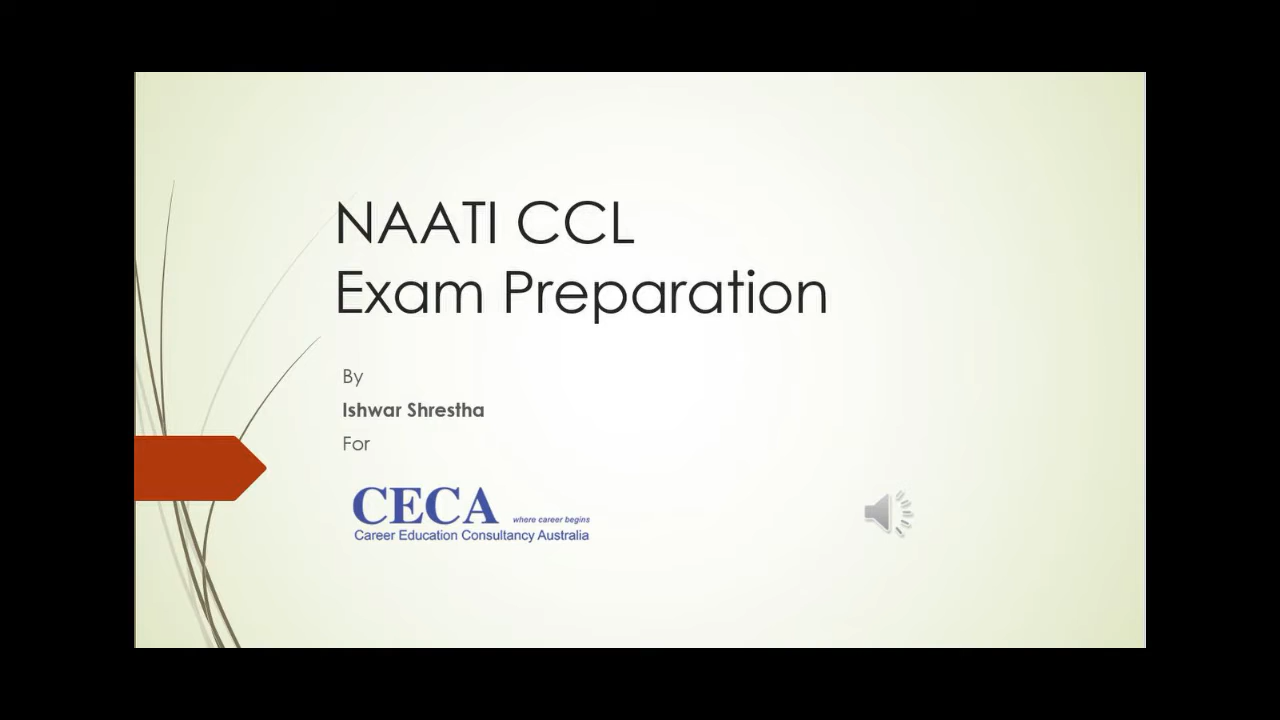 NAATI CCL
Exam Preparation
By
Ishwar Shrestha
For
CECA where career begins
Career Education Consultancy Australia